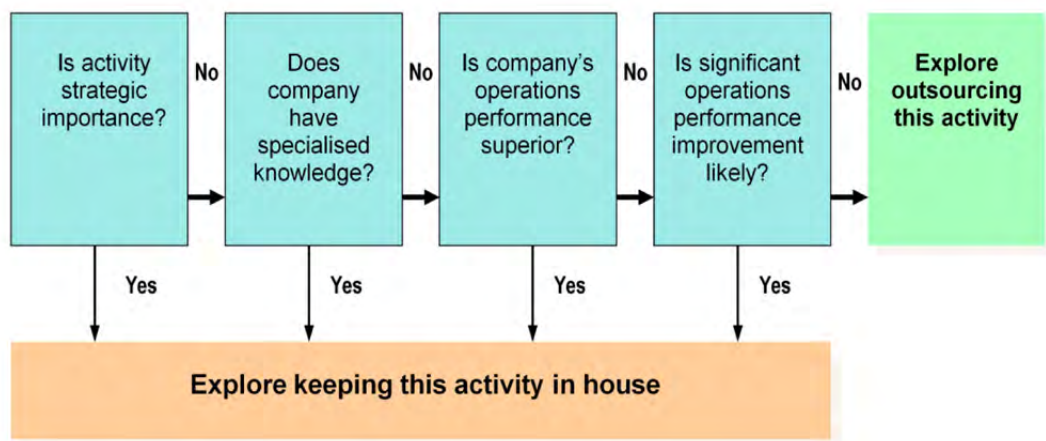 Is activity
strategic
importance?
No
Does
company
have
specialised
knowledge?
No
Is company's
operations
performance
superior?
No
Is significant
operations
performance
improvement
likely?
No
Explore
outsourcing
this activity
Yes
Yes
Yes
Yes
Explore keeping this activity in house